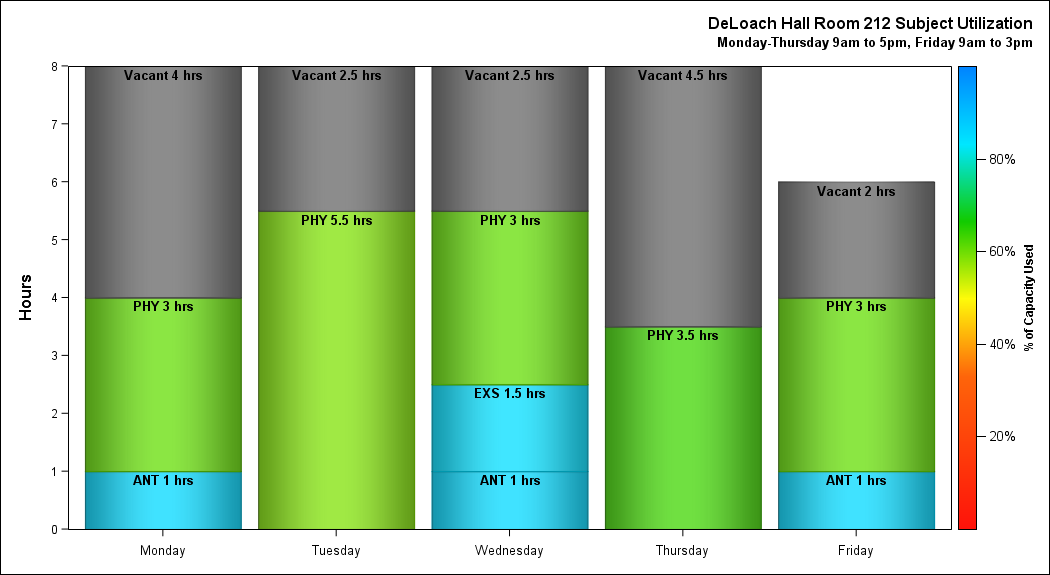 DeLoach Hall Room 212 Subject Utilization
Monday-Thursday 9am to 5pm, Friday 9am to 3pm
8
7
6
5
4
3
2
1
0
Hours
Vacant 4 hrs
PHY 3 hrs
ANT 1 hrs
Vacant 2.5 hrs
PHY 5.5 hrs
Vacant 2.5 hrs
PHY 3 hrs
EXS 1.5 hrs
ANT 1 hrs
Vacant 4.5 hrs
PHY 3.5 hrs
Vacant 2 hrs
PHY 3 hrs
ANT 1 hrs
Monday
Tuesday
Wednesday
Thursday
Friday
80%
60%
40%
20%
% of Capacity Used